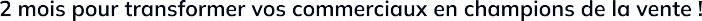 2 mois pour transformer vos commerciaux en champions de la vente !